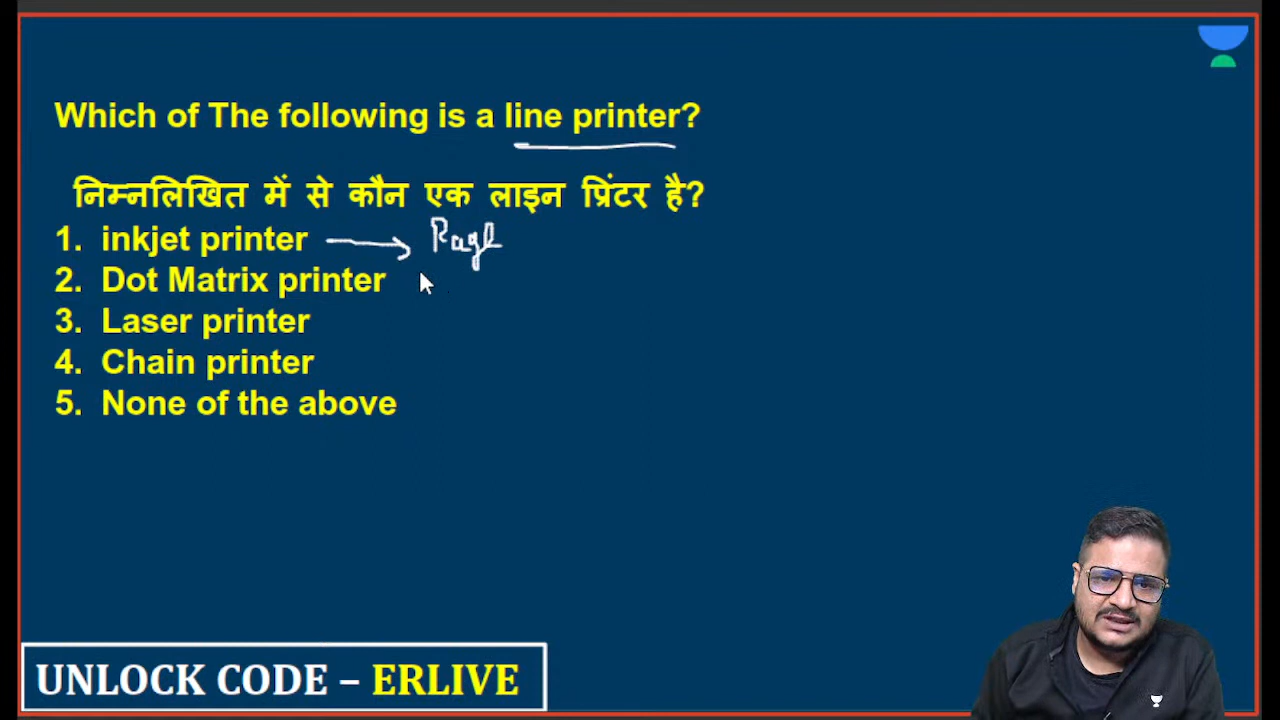 Which of The following is a line printer?
निम्नलिखित में से कौन एक लाइन प्रिंटर है?
1. inkjet printer → Page
2. Dot Matrix printer
3. Laser printer
4. Chain printer
5. None of the above
UNLOCK CODE – ERLIVE